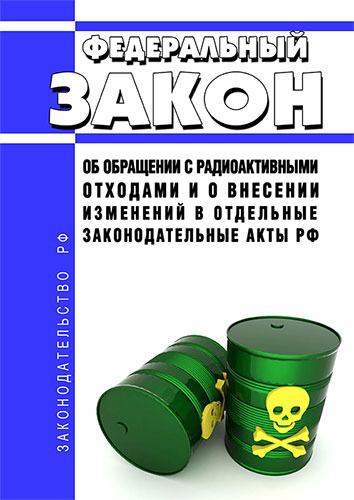 ФЕДЕРАЛЬНЫЙ
ЗАКОН
ОБ ОБРАЩЕНИИ С РАДИОАКТИВНЫМИ
ОТХОДАМИ И О ВНЕСЕНИИ
ИЗМЕНЕНИЙ В ОТДЕЛЬНЫЕ
ЗАКОНОДАТЕЛЬНЫЕ АКТЫ РФ
ЗАКОНОДАТЕЛЬСТВО РФ